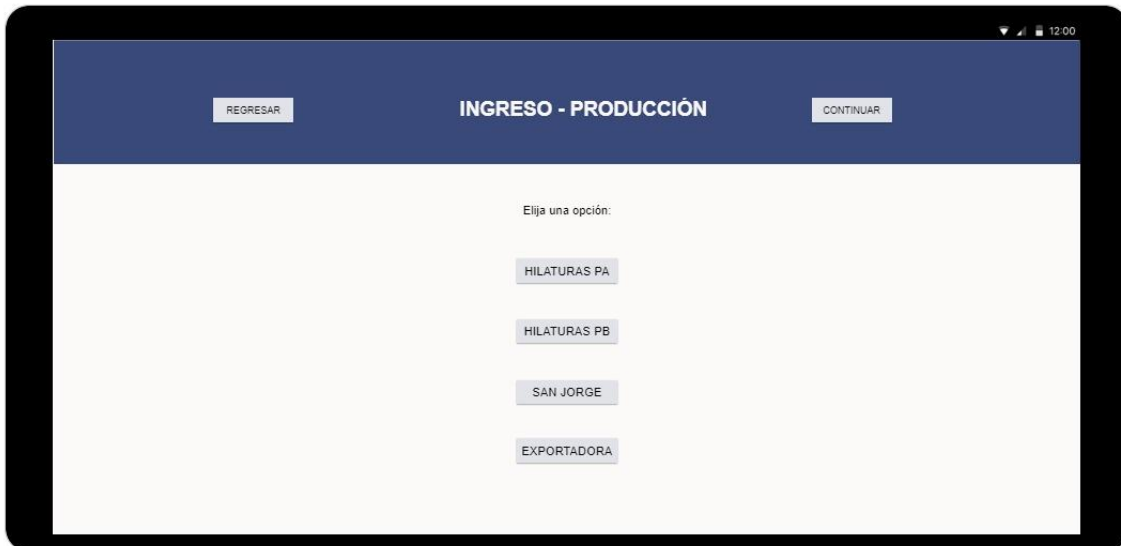 12:00
REGRESAR
INGRESO - PRODUCCIÓN
CONTINUAR
Elija una opción:
HILATURAS PA
HILATURAS PB
SAN JORGE
EXPORTADORA